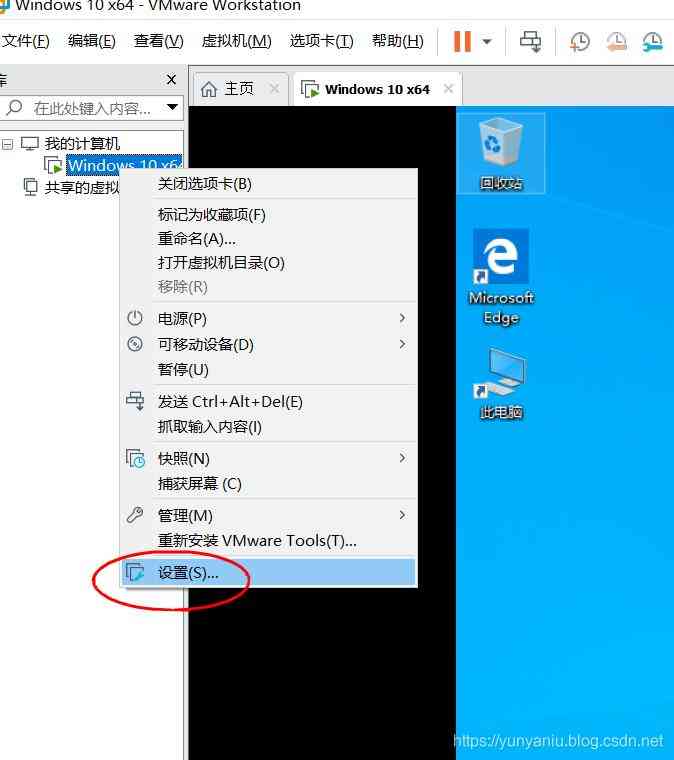 Windows 10 x64 - VMware Workstation
文件(F) 编辑(E) 查看(V) 虚拟机(M) 选项卡(T) 帮助(H)
库
在此处键入内容...
主页
Windows 10 x64
我的计算机
Windows 10 x64
共享的虚拟
关闭选项卡(B)
标记为收藏项(F)
重命名(A)...
打开虚拟机目录(O)
移除(R)
电源(P)
可移动设备(D)
暂停(U)
发送 Ctrl+Alt+Del(E)
抓取输入内容(I)
快照(N)
捕获屏幕 (C)
管理(M)
重新安装 VMware Tools(T)...
设置(S)...
回收站
Microsoft
Edge
此电脑
https://yunyaniu.blog.csdn.net